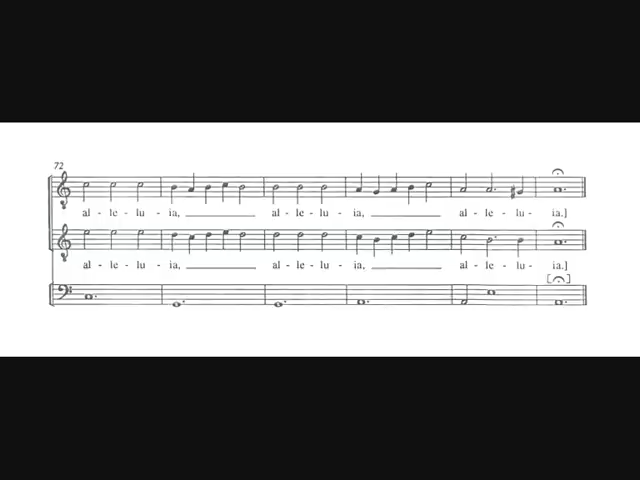 72
al - le - lu - ia, al - le - lu - ia, al - le - lu - ia.]
al - le - lu - ia, al - le - lu - ia, al - le - lu - ia.]